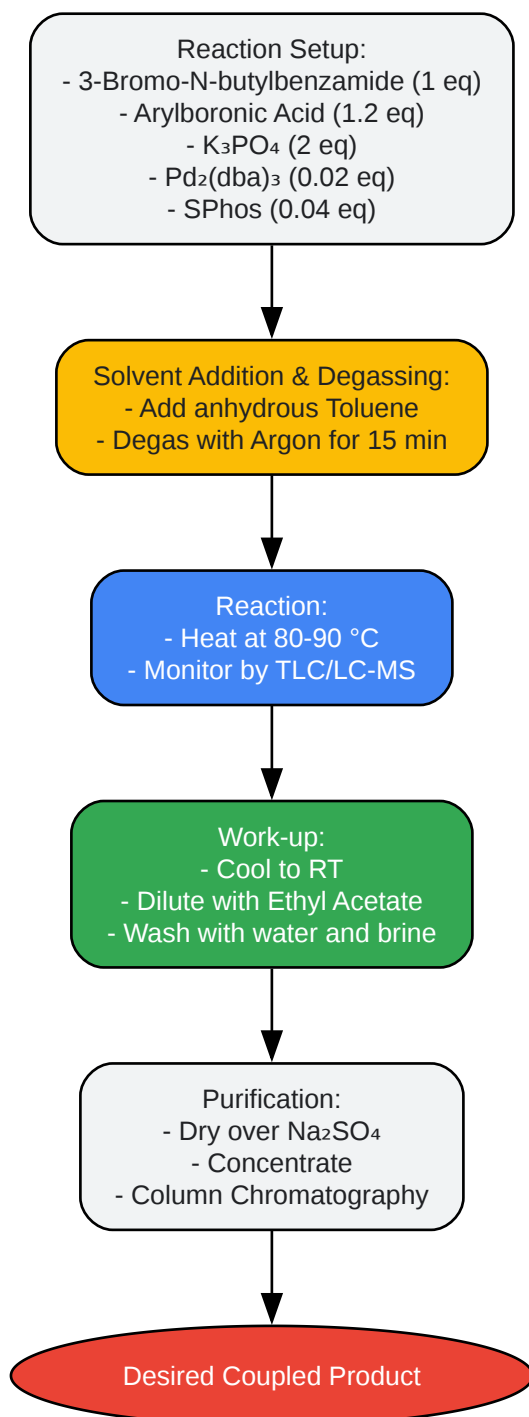 Reaction Setup:
- 3-Bromo-N-butylbenzamide (1 eq)
- Arylboronic Acid (1.2 eq)
- K₃PO₄ (2 eq)
- Pd₂(dba)₃ (0.02 eq)
- SPhos (0.04 eq)
Solvent Addition & Degassing:
- Add anhydrous Toluene
- Degas with Argon for 15 min
Reaction:
- Heat at 80-90 °C
- Monitor by TLC/LC-MS
Work-up:
- Cool to RT
- Dilute with Ethyl Acetate
- Wash with water and brine
Purification:
- Dry over Na₂SO₄
- Concentrate
- Column Chromatography
Desired Coupled Product